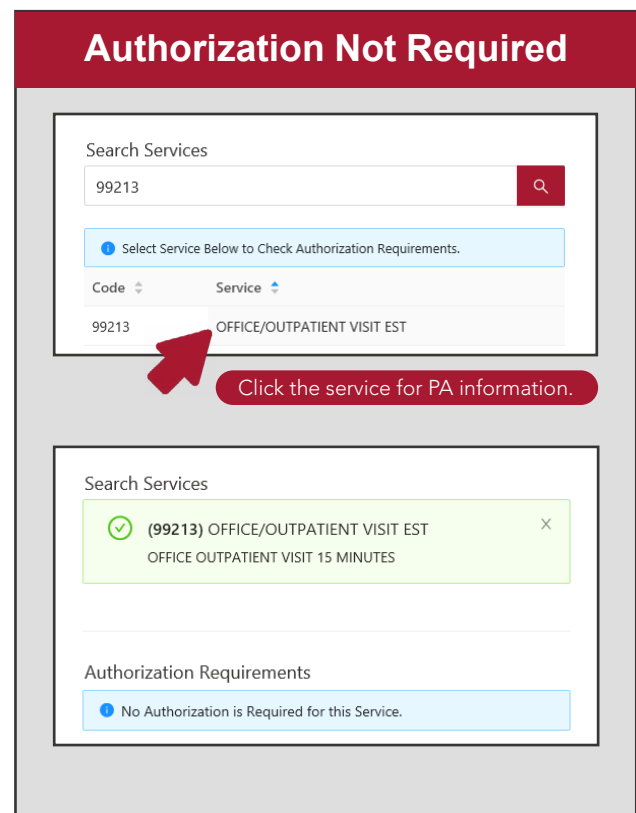 Authorization Not Required
Search Services
99213
Select Service Below to Check Authorization Requirements.
Code Service
99213 OFFICE/OUTPATIENT VISIT EST
Click the service for PA information.
Search Services
(99213) OFFICE/OUTPATIENT VISIT EST
OFFICE OUTPATIENT VISIT 15 MINUTES
Authorization Requirements
No Authorization is Required for this Service.